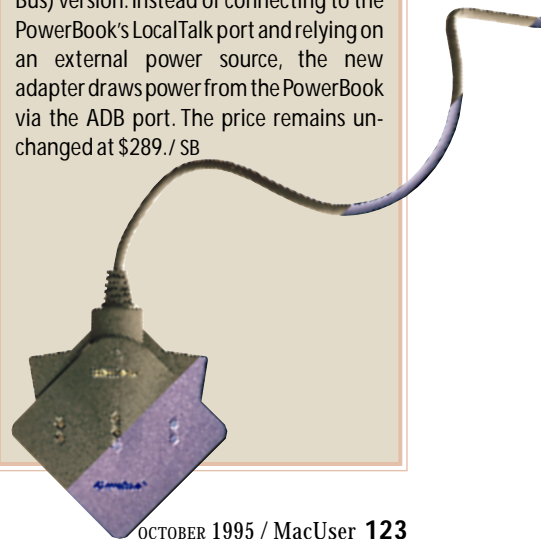 Bus) version. Instead of connecting to the
PowerBook's LocalTalk port and relying on
an external power source, the new
adapter draws power from the PowerBook
via the ADB port. The price remains un-
changed at $289./ SB
OCTOBER 1995 / MacUser 123